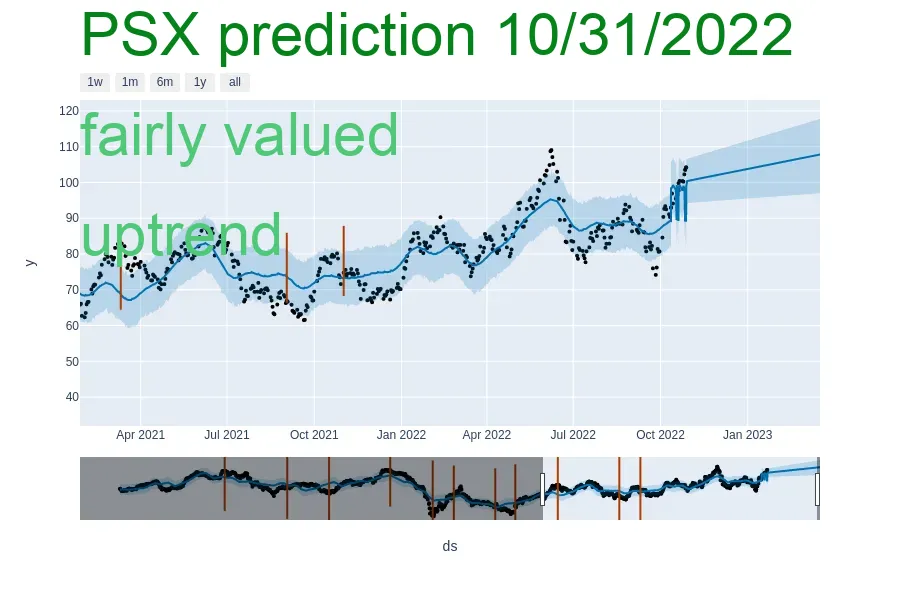 PSX prediction 10/31/2022
1w 1m 6m 1y all
120
fairly valued
110
100
90
uptrend
80
70
60
50
40
y
Apr 2021 Jul 2021 Oct 2021 Jan 2022 Apr 2022 Jul 2022 Oct 2022 Jan 2023
ds